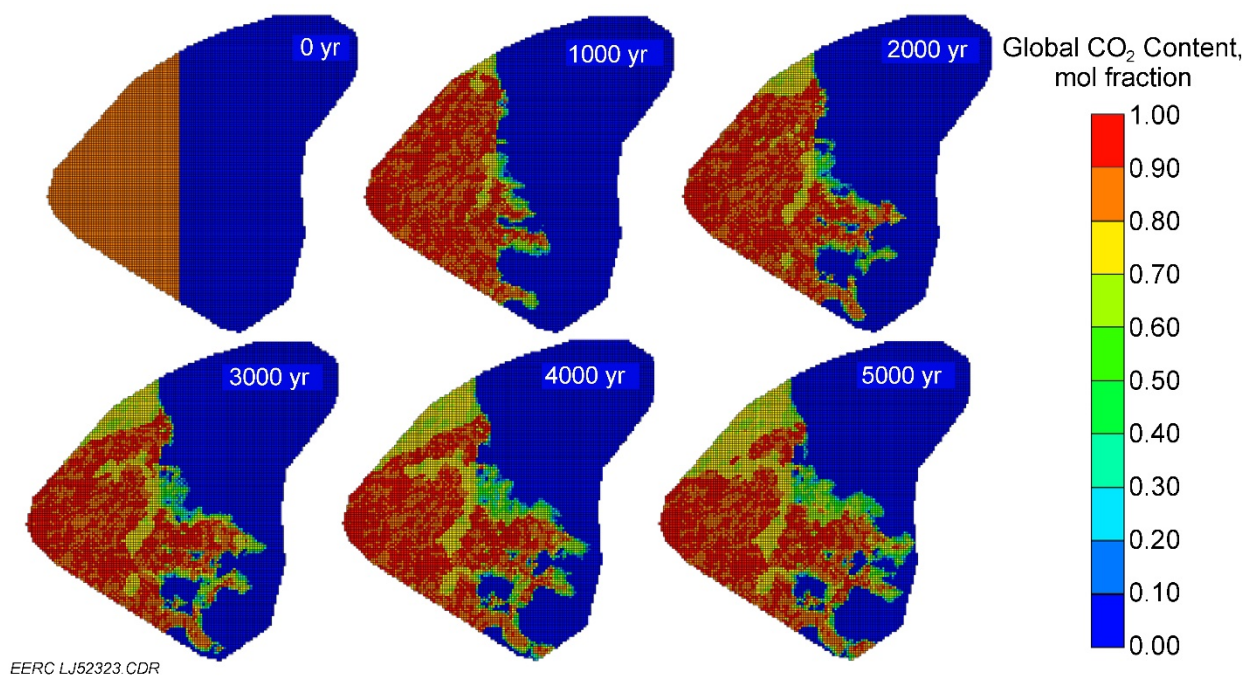 0 yr
1000 yr
2000 yr
Global CO₂ Content,
mol fraction
1.00
0.90
0.80
0.70
0.60
0.50
0.40
0.30
0.20
0.10
0.00
3000 yr
4000 yr
5000 yr
EERC LJ52323.CDR